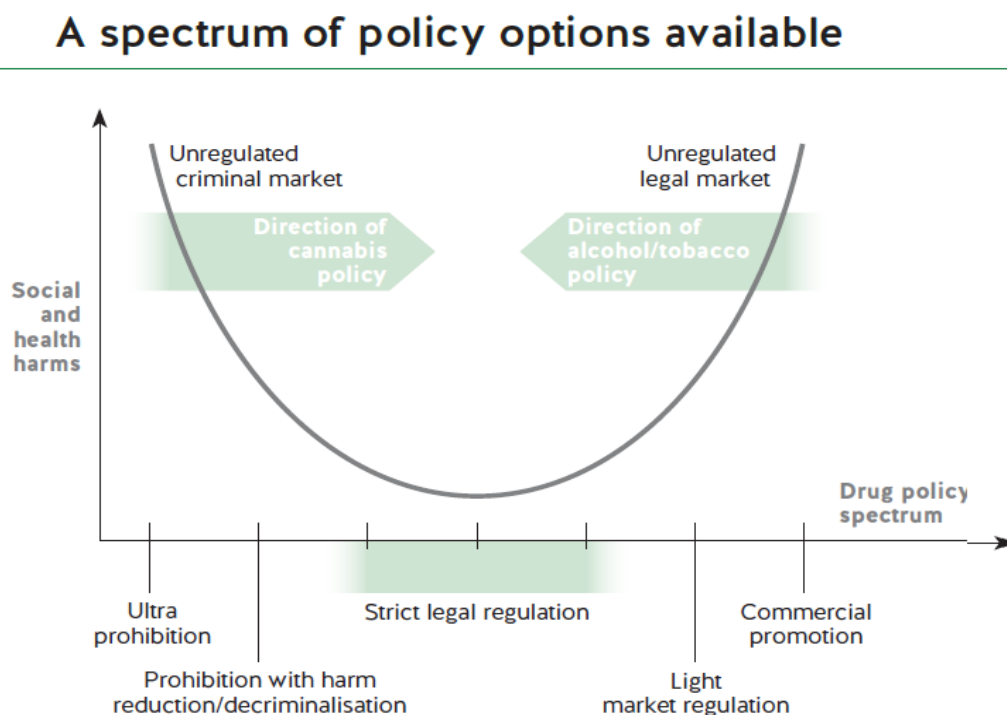 A spectrum of policy options available
Unregulated
criminal market
Unregulated
legal market
Direction of
cannabis
policy
Direction of
alcohol/tobacco
policy
Social
and
health
harms
Drug policy
spectrum
Ultra
prohibition
Strict legal regulation
Commercial
promotion
Prohibition with harm
reduction/decriminalisation
Light
market regulation